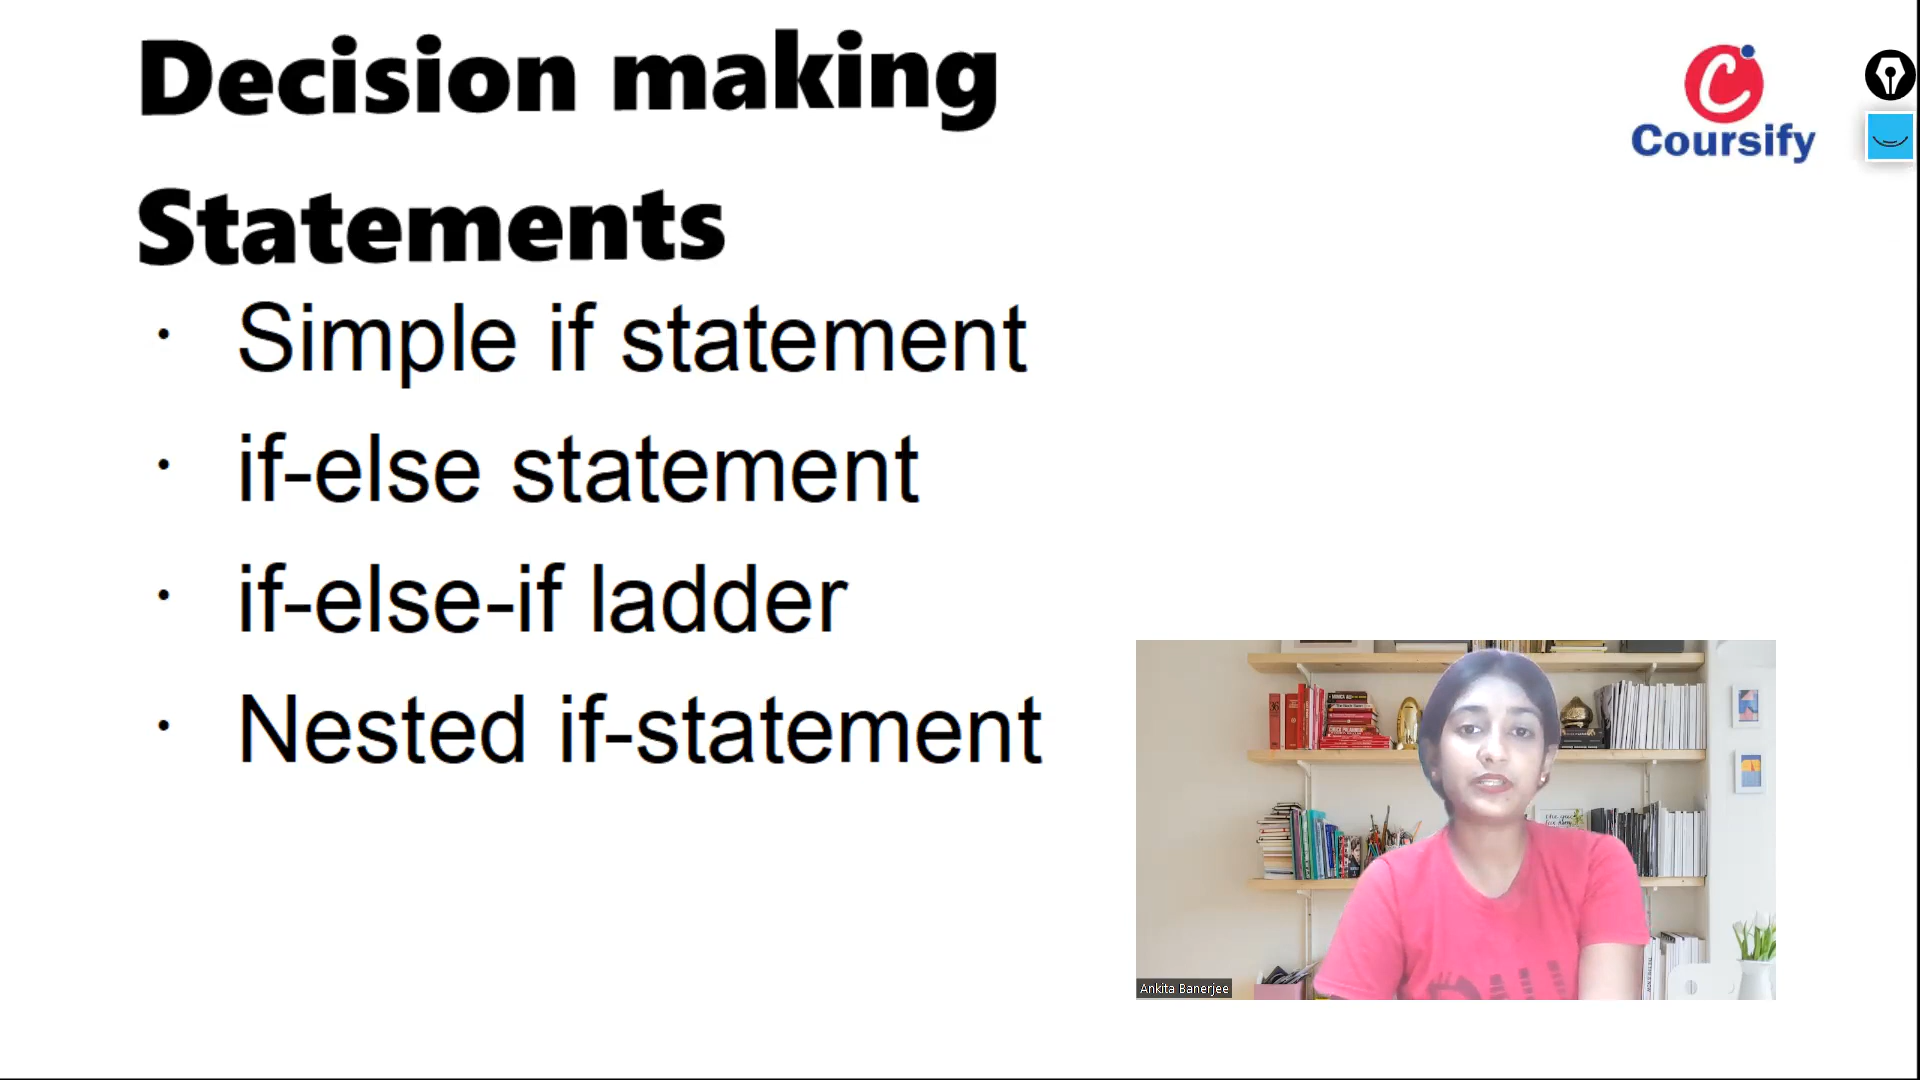 Decision making
Statements
· Simple if statement
· if-else statement
· if-else-if ladder
· Nested if-statement
Coursify
Ankita Banerjee